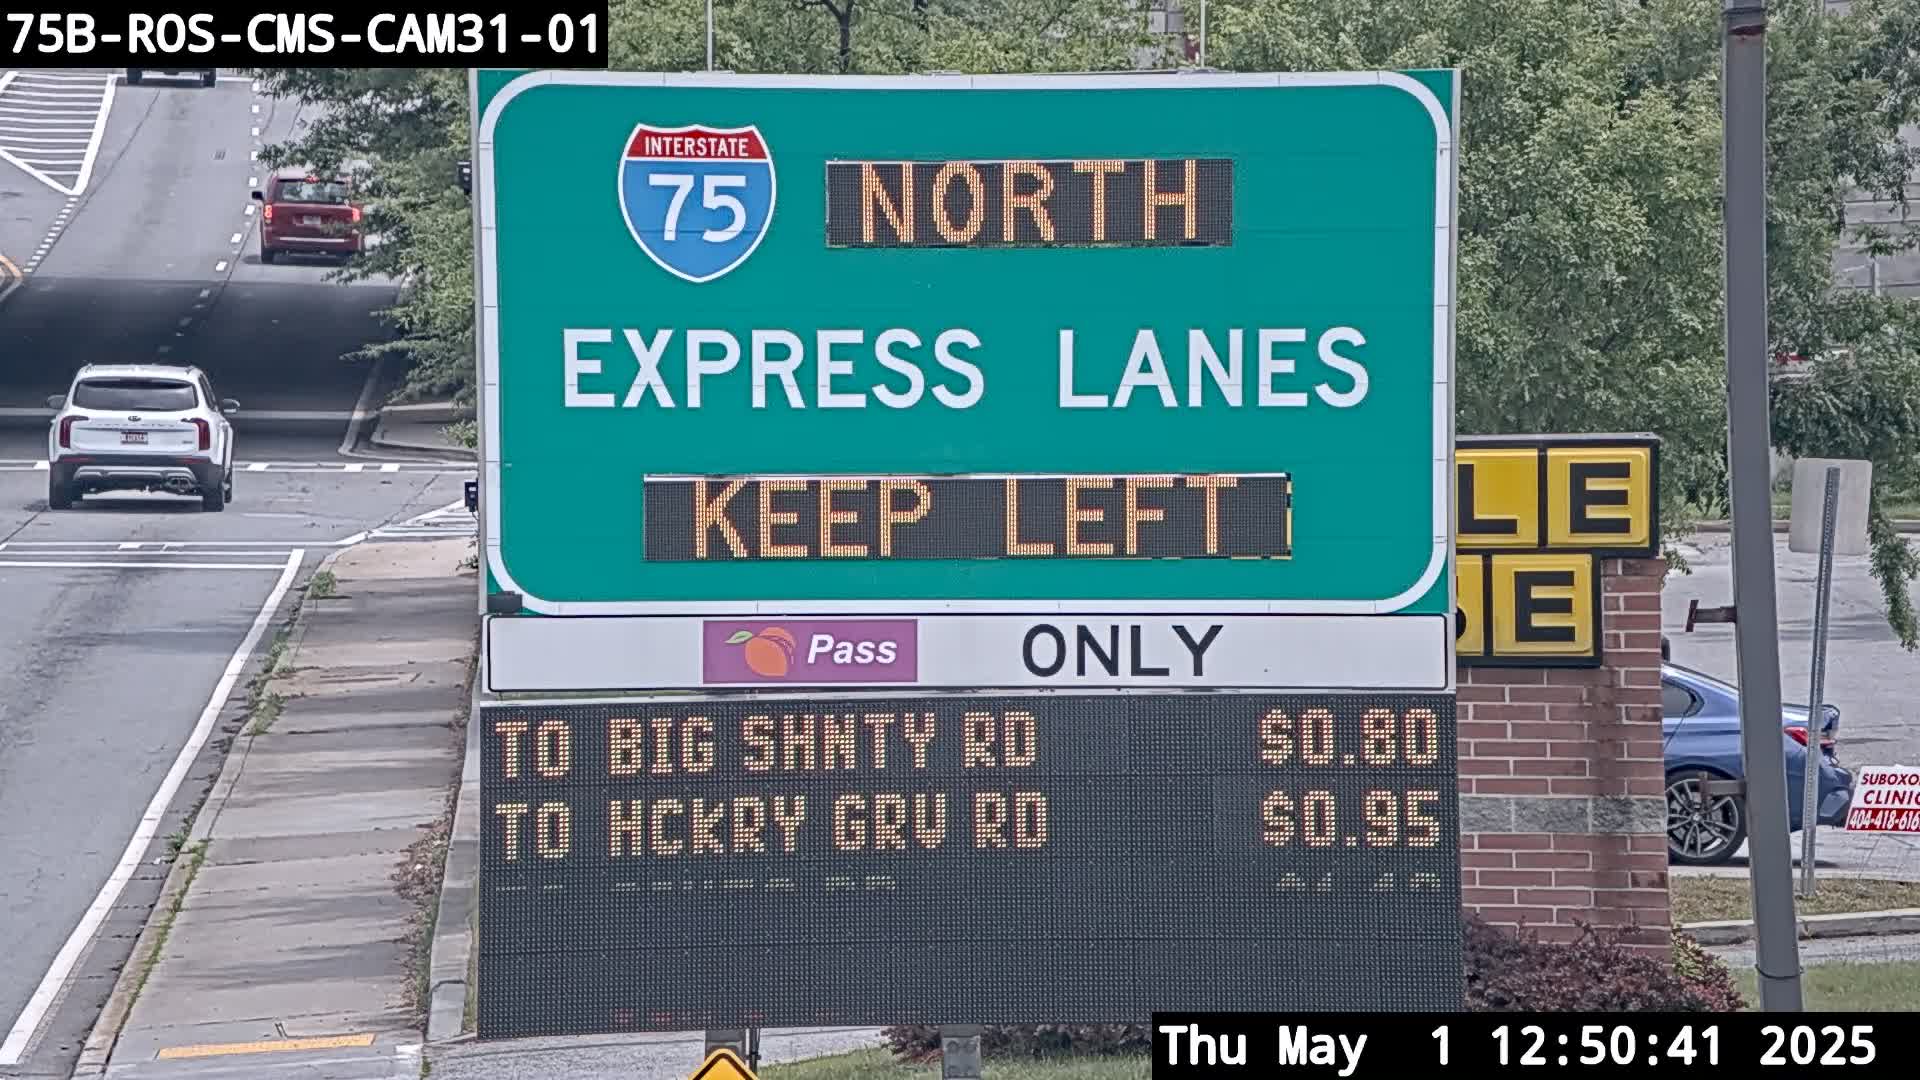 75B-ROS-CMS-CAM31-01
INTERSTATE
75
NORTH
EXPRESS LANES
KEEP LEFT
Pass ONLY
TO BIG SHNTY RD $0.80
TO HCKRY GRV RD $0.95
LE
E
SUBOXO
CLINIC
404-418-616
Thu May 1 12:50:41 2025